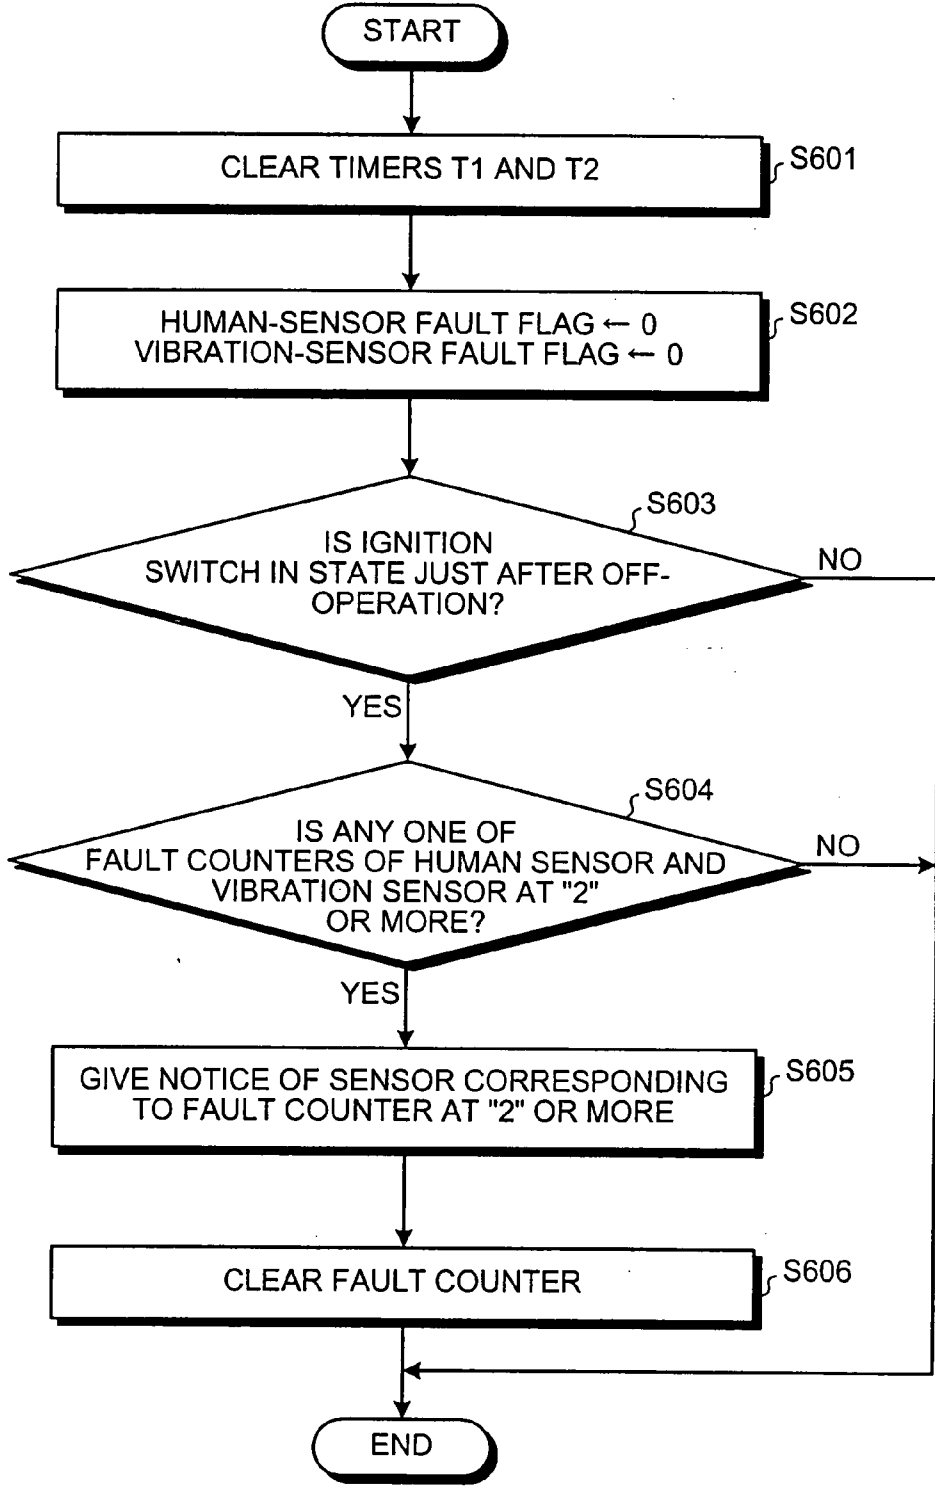 START
CLEAR TIMERS T1 AND T2
S601
HUMAN-SENSOR FAULT FLAG ← 0
VIBRATION-SENSOR FAULT FLAG ← 0
S602
S603
IS IGNITION
SWITCH IN STATE JUST AFTER OFF-
OPERATION?
NO
YES
S604
IS ANY ONE OF
FAULT COUNTERS OF HUMAN SENSOR AND
VIBRATION SENSOR AT "2"
OR MORE?
NO
YES
GIVE NOTICE OF SENSOR CORRESPONDING
TO FAULT COUNTER AT "2" OR MORE
S605
CLEAR FAULT COUNTER
S606
END